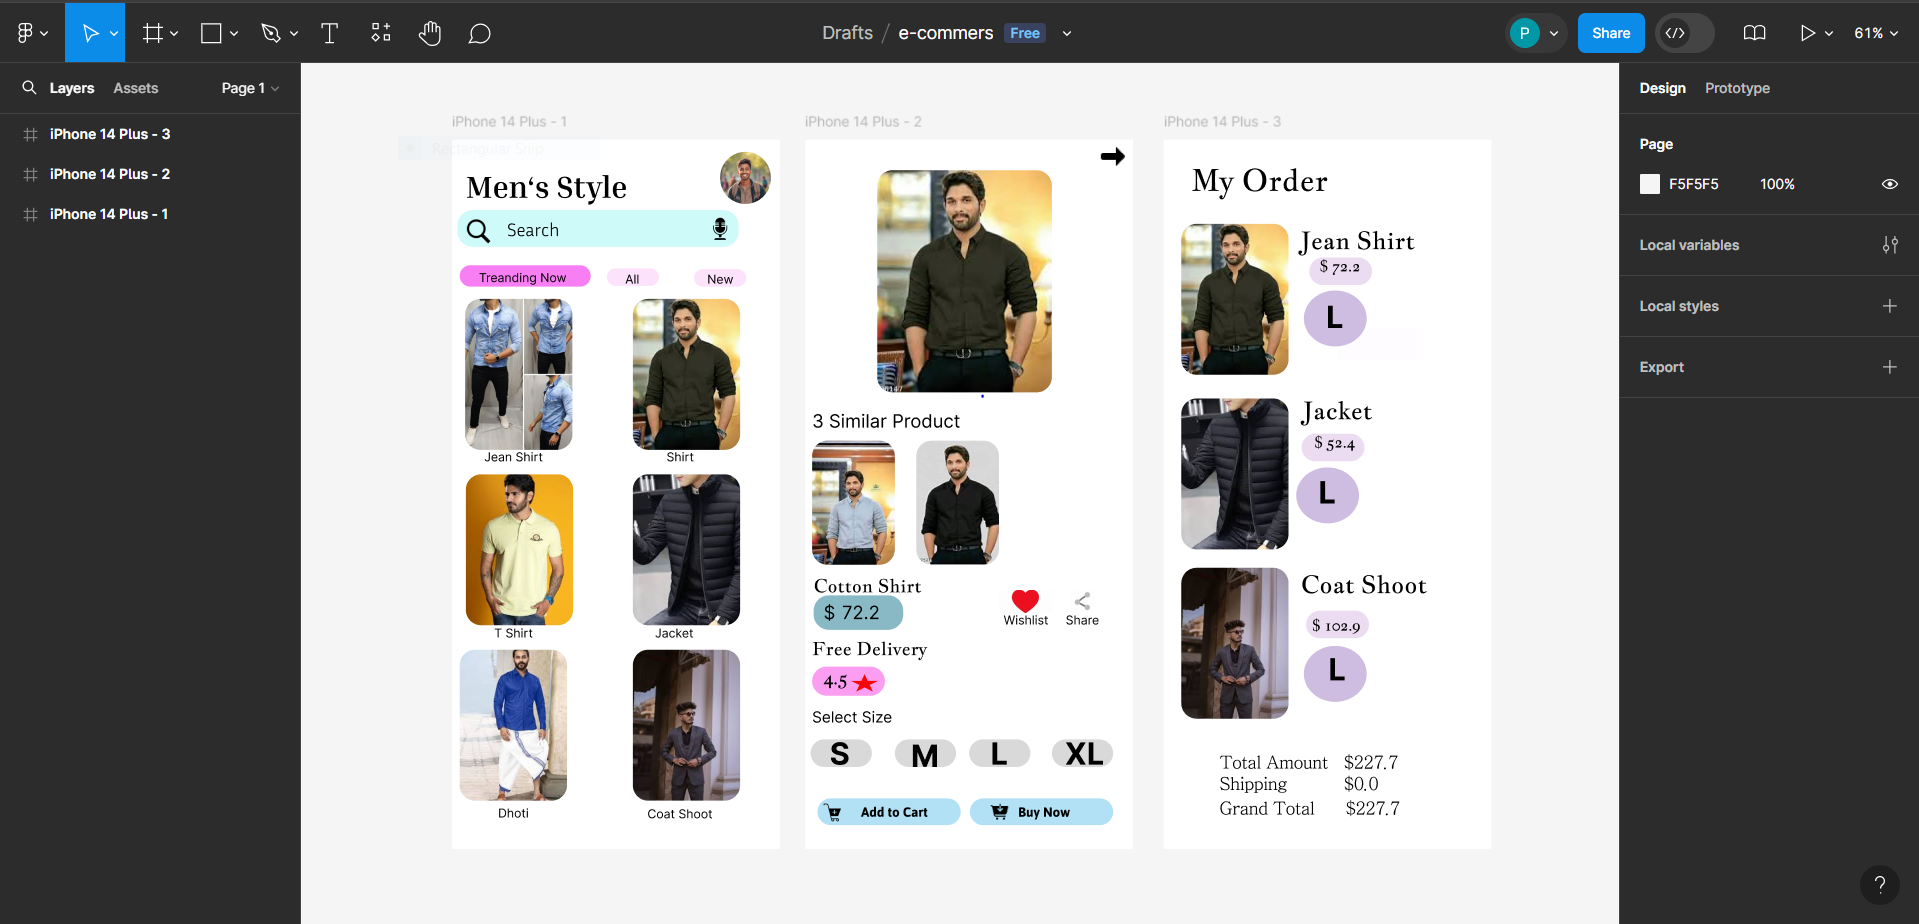 Drafts / e-commers Free
P
Share
61%
Layers Assets Page 1
iPhone 14 Plus - 3
iPhone 14 Plus - 2
iPhone 14 Plus - 1
iPhone 14 Plus - 1
Rectangular Snip
Men‘s Style
Search
Treanding Now All New
Jean Shirt Shirt
T Shirt Jacket
Dhoti Coat Shoot
iPhone 14 Plus - 2
3 Similar Product
Cotton Shirt
$ 72.2
Wishlist Share
Free Delivery
4.5
Select Size
S M L XL
Add to Cart Buy Now
iPhone 14 Plus - 3
My Order
Jean Shirt
$ 72.2
L
Jacket
$ 52.4
L
Coat Shoot
$ 102.9
L
Total Amount $227.7
Shipping $0.0
Grand Total $227.7
Design Prototype
Page
F5F5F5 100%
Local variables
Local styles
Export
?